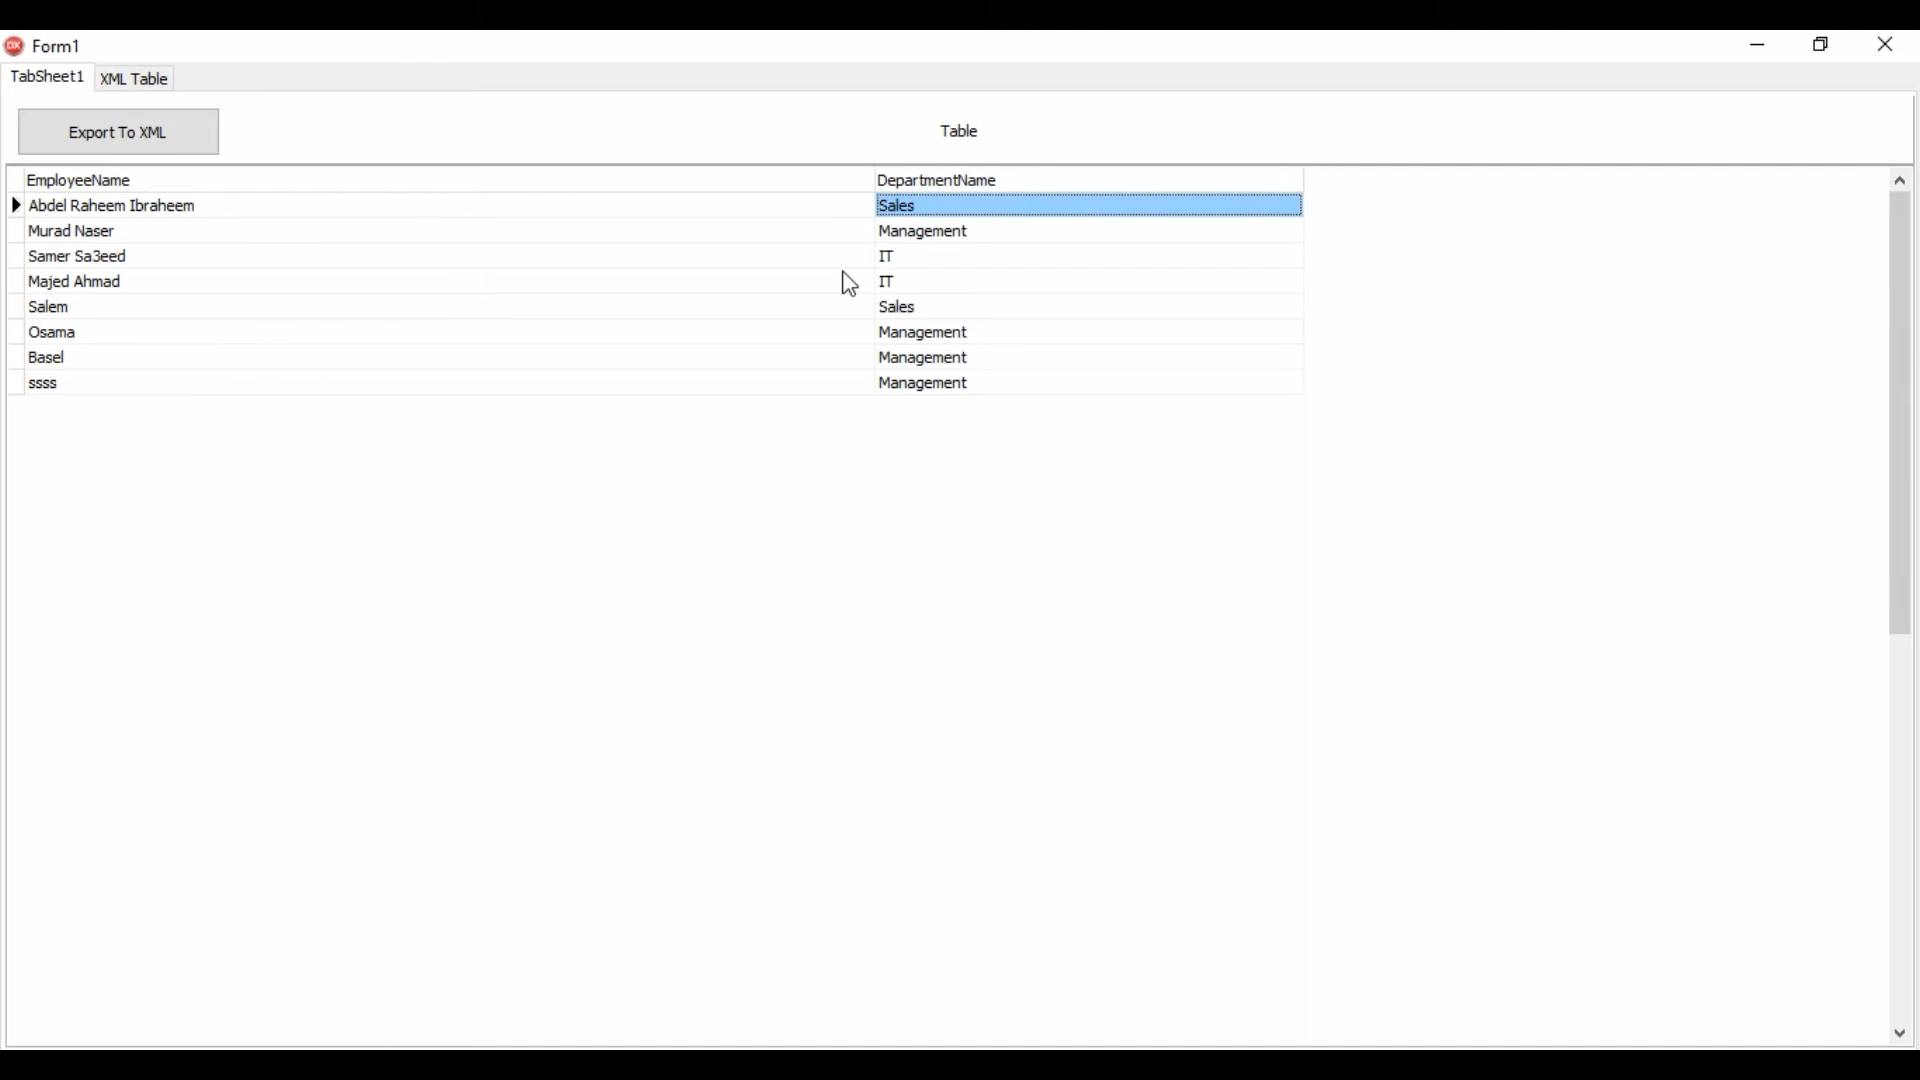 DX Form1
TabSheet1 XML Table
Export To XML Table
EmployeeName DepartmentName
Abdel Raheem Ibraheem Sales
Murad Naser Management
Samer Sa3eed IT
Majed Ahmad IT
Salem Sales
Osama Management
Basel Management
ssss Management